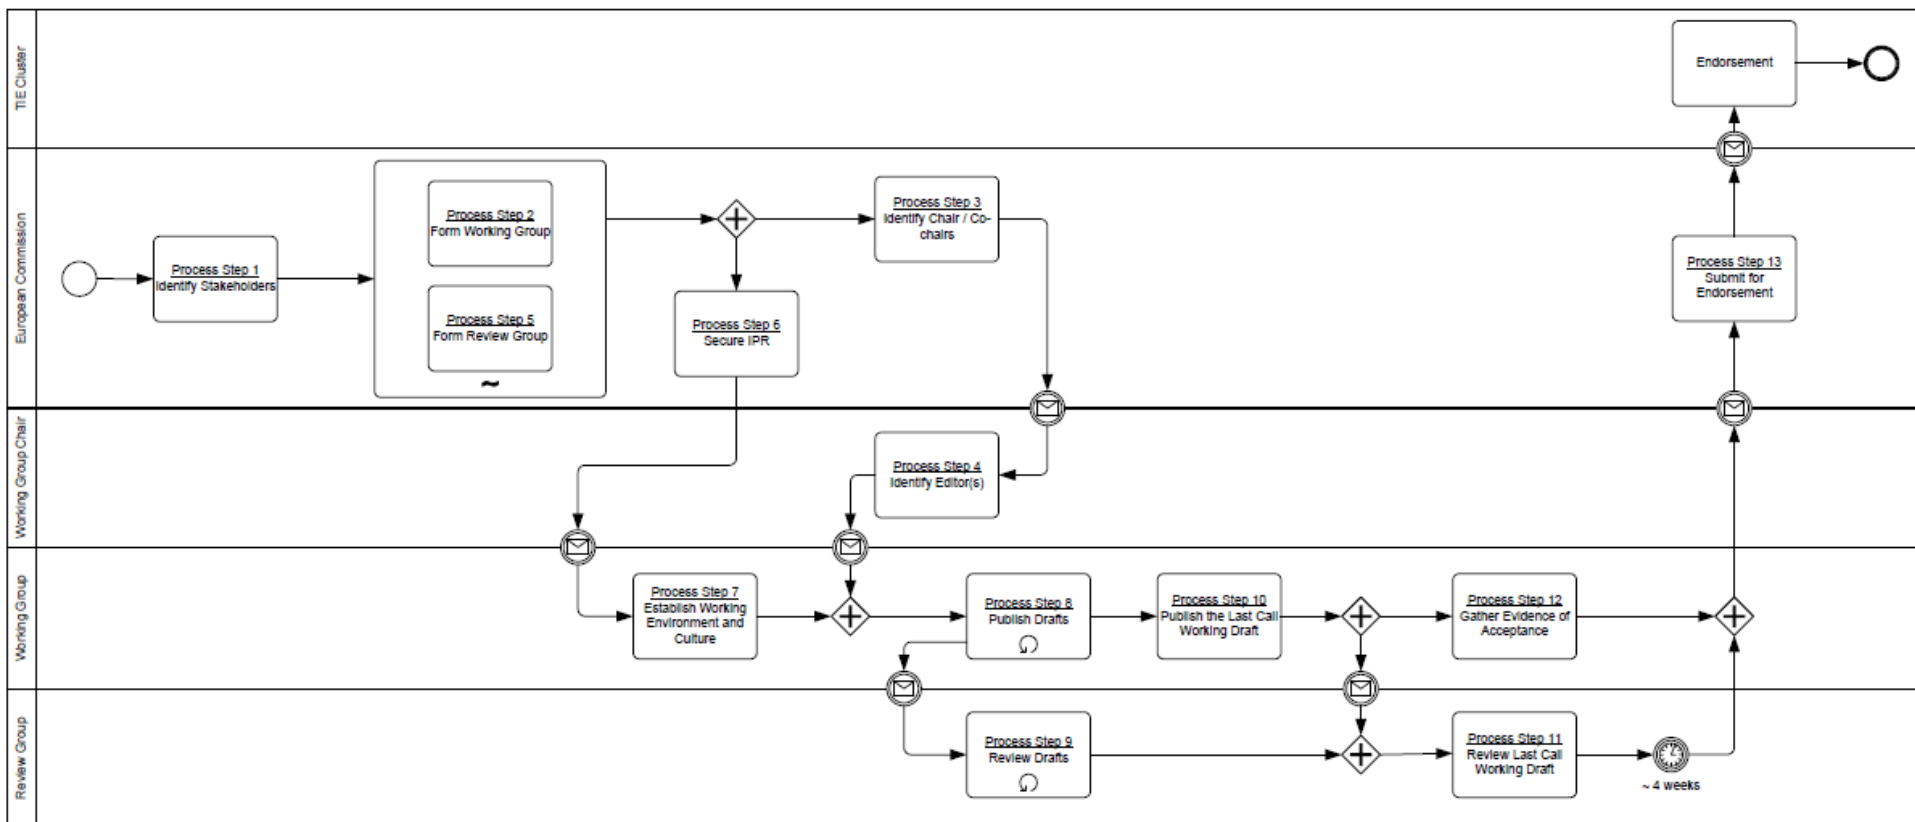 TIE Cluster
Endorsement
European Commission
Process Step 1
Identify Stakeholders
Process Step 2
Form Working Group
Process Step 5
Form Review Group
Process Step 3
Identify Chair / Co-
chairs
Process Step 6
Secure IPR
Process Step 13
Submit for
Endorsement
Working Group Chair
Process Step 4
Identify Editor(s)
Working Group
Process Step 7
Establish Working
Environment and
Culture
Process Step 8
Publish Drafts
Process Step 10
Publish the Last Call
Working Draft
Process Step 12
Gather Evidence of
Acceptance
Review Group
Process Step 9
Review Drafts
Process Step 11
Review Last Call
Working Draft
~ 4 weeks